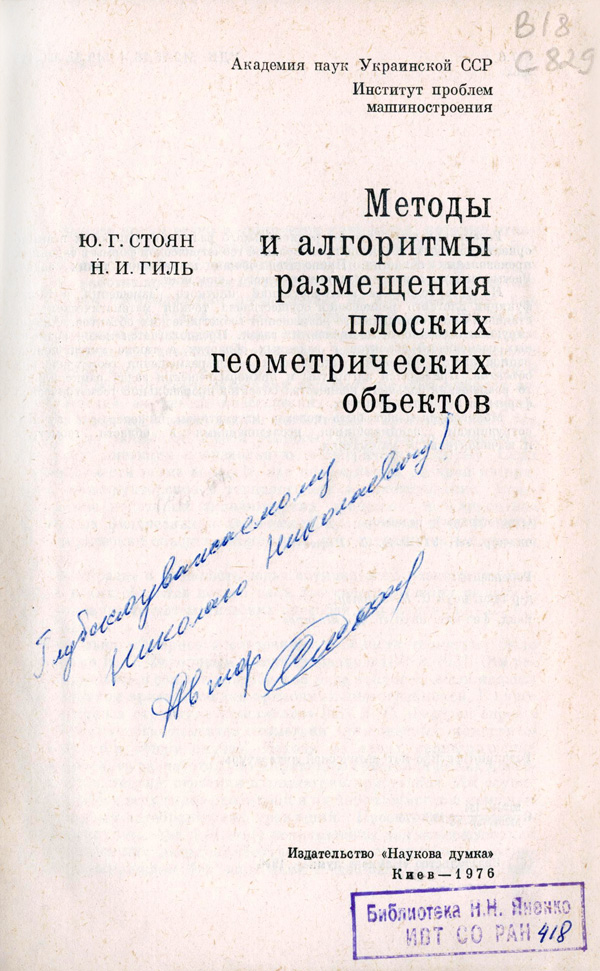 В18
С829
Академия наук Украинской ССР
Институт проблем
машиностроения
Ю. Г. СТОЯН
Н. И. ГИЛЬ
Методы
и алгоритмы
размещения
плоских
геометрических
объектов
Глубокоуважаемому
Николаю Николаевичу!
Автор
Издательство «Наукова думка»
Киев—1976
Библиотека Н.Н. Яненко
ИВТ СО РАН 418